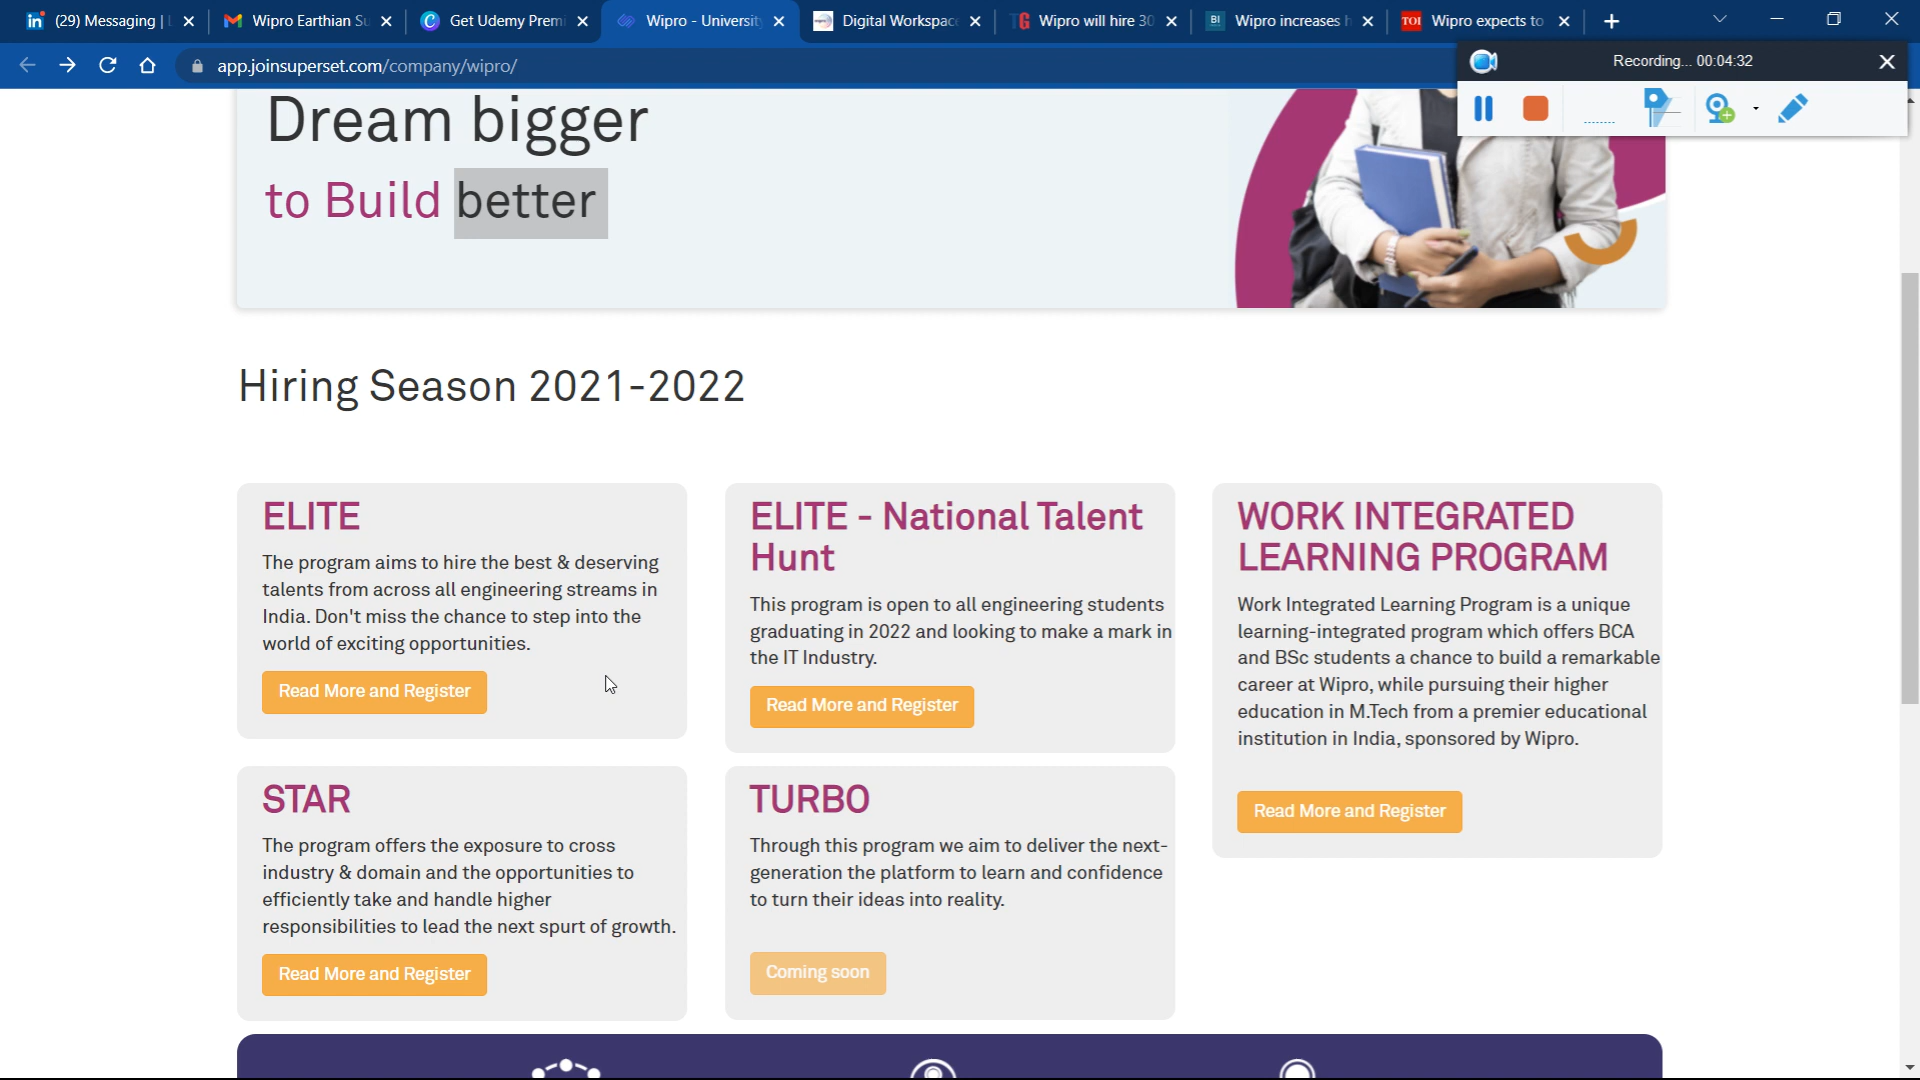 (29) Messaging | L
Wipro Earthian Su
Get Udemy Premi
Wipro - Universit
Digital Workspace
TG Wipro will hire 30
BI Wipro increases h
TOI Wipro expects to
app.joinsuperset.com/company/wipro/
Recording... 00:04:32
Dream bigger
to Build better
Hiring Season 2021-2022
ELITE
The program aims to hire the best & deserving
talents from across all engineering streams in
India. Don't miss the chance to step into the
world of exciting opportunities.
Read More and Register
ELITE - National Talent
Hunt
This program is open to all engineering students
graduating in 2022 and looking to make a mark in
the IT Industry.
Read More and Register
WORK INTEGRATED
LEARNING PROGRAM
Work Integrated Learning Program is a unique
learning-integrated program which offers BCA
and BSc students a chance to build a remarkable
career at Wipro, while pursuing their higher
education in M.Tech from a premier educational
institution in India, sponsored by Wipro.
Read More and Register
STAR
The program offers the exposure to cross
industry & domain and the opportunities to
efficiently take and handle higher
responsibilities to lead the next spurt of growth.
Read More and Register
TURBO
Through this program we aim to deliver the next-
generation the platform to learn and confidence
to turn their ideas into reality.
Coming soon